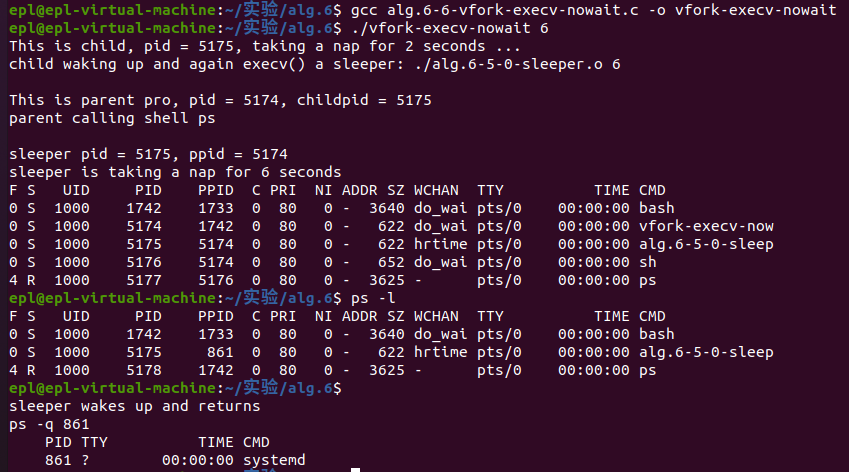 epl@epl-virtual-machine:~/实验/alg.6$ gcc alg.6-6-vfork-execv-nowait.c -o vfork-execv-nowait
epl@epl-virtual-machine:~/实验/alg.6$ ./vfork-execv-nowait 6
This is child, pid = 5175, taking a nap for 2 seconds ...
child waking up and again execv() a sleeper: ./alg.6-5-0-sleeper.o 6

This is parent pro, pid = 5174, childpid = 5175
parent calling shell ps

sleeper pid = 5175, ppid = 5174
sleeper is taking a nap for 6 seconds
F S   UID     PID    PPID  C PRI  NI ADDR SZ WCHAN  TTY          TIME CMD
0 S  1000    1742    1733  0  80   0 -  3640 do_wai pts/0    00:00:00 bash
0 S  1000    5174    1742  0  80   0 -   622 do_wai pts/0    00:00:00 vfork-execv-now
0 S  1000    5175    5174  0  80   0 -   622 hrtime pts/0    00:00:00 alg.6-5-0-sleep
0 S  1000    5176    5174  0  80   0 -   652 do_wai pts/0    00:00:00 sh
4 R  1000    5177    5176  0  80   0 -  3625 -      pts/0    00:00:00 ps
epl@epl-virtual-machine:~/实验/alg.6$ ps -l
F S   UID     PID    PPID  C PRI  NI ADDR SZ WCHAN  TTY          TIME CMD
0 S  1000    1742    1733  0  80   0 -  3640 do_wai pts/0    00:00:00 bash
0 S  1000    5175     861  0  80   0 -   622 hrtime pts/0    00:00:00 alg.6-5-0-sleep
4 R  1000    5178    1742  0  80   0 -  3625 -      pts/0    00:00:00 ps
epl@epl-virtual-machine:~/实验/alg.6$
sleeper wakes up and returns
ps -q 861
    PID TTY          TIME CMD
    861 ?        00:00:00 systemd